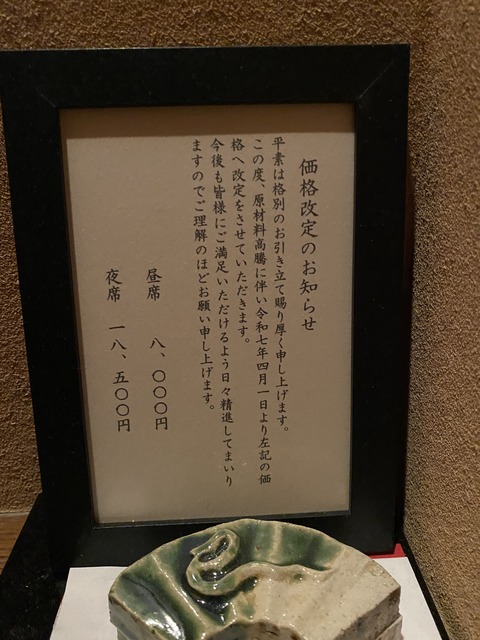 価格改定のお知らせ
平素は格別のお引き立て賜り厚く申し上げます。
この度、原材料高騰に伴い令和七年四月一日より左記の価
格へ改定をさせていただきます。
今後も皆様にご満足いただけるよう日々精進してまいり
ますのでご理解のほどお願い申し上げます。
昼席 八、〇〇〇円
夜席 一八、五〇〇円